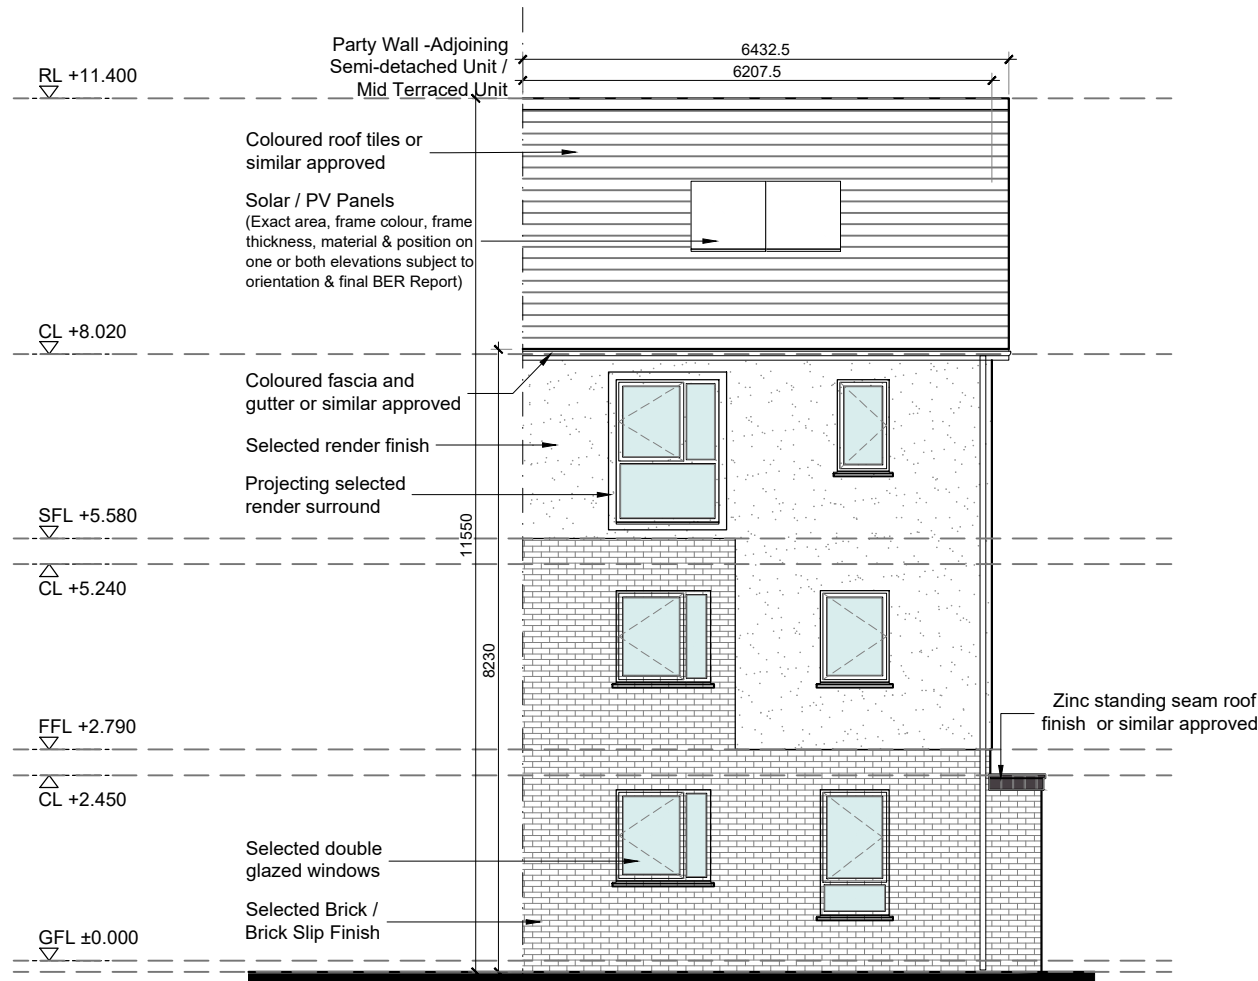 Party Wall -Adjoining
Semi-detached Unit /
Mid Terraced Unit
6432.5
6207.5
RL +11.400
Coloured roof tiles or
similar approved
Solar / PV Panels
(Exact area, frame colour, frame
thickness, material & position on
one or both elevations subject to
orientation & final BER Report)
CL +8.020
Coloured fascia and
gutter or similar approved
Selected render finish
Projecting selected
render surround
SFL +5.580
11550
CL +5.240
8230
Zinc standing seam roof
finish or similar approved
FFL +2.790
CL +2.450
Selected double
glazed windows
Selected Brick /
Brick Slip Finish
GFL ±0.000